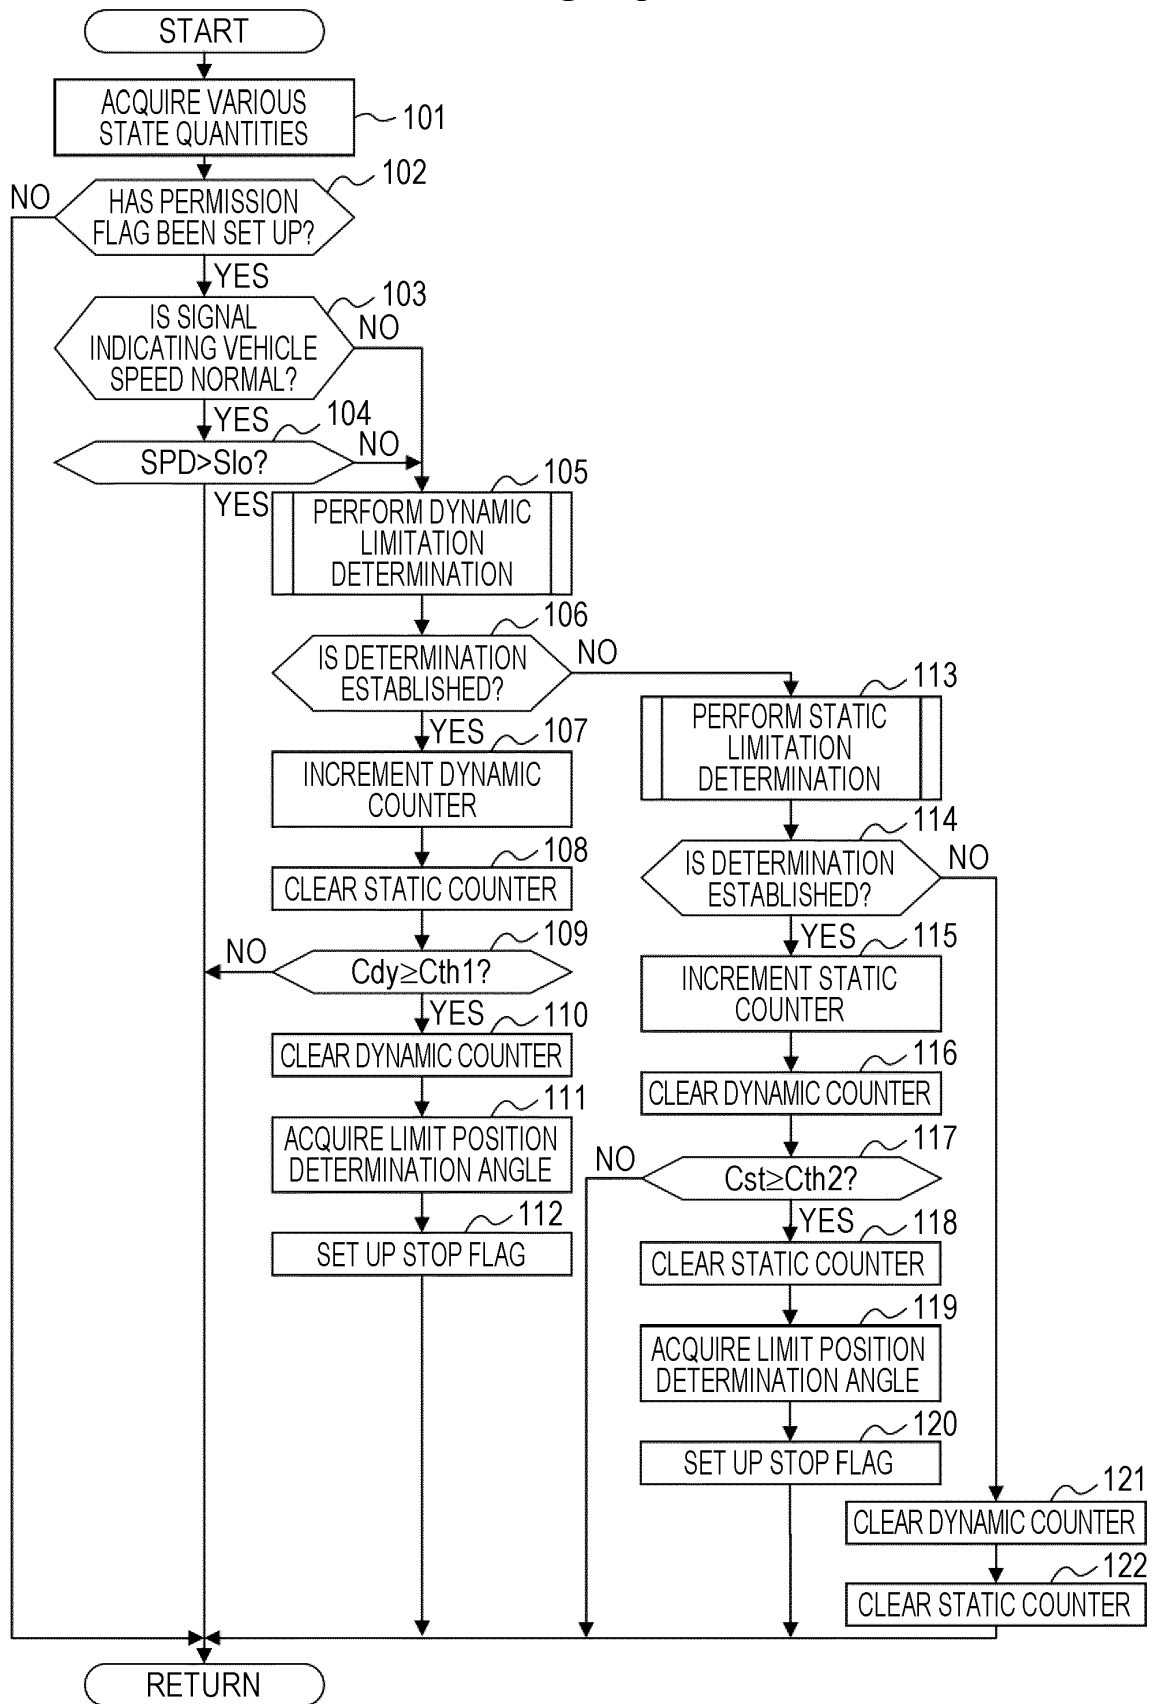 START
ACQUIRE VARIOUS
STATE QUANTITIES
101
102
NO
HAS PERMISSION
FLAG BEEN SET UP?
YES
103
IS SIGNAL
INDICATING VEHICLE
SPEED NORMAL?
NO
YES
104
SPD>Slo?
NO
YES
105
PERFORM DYNAMIC
LIMITATION
DETERMINATION
106
IS DETERMINATION
ESTABLISHED?
NO
YES
107
INCREMENT DYNAMIC
COUNTER
108
CLEAR STATIC COUNTER
109
NO
Cdy≥Cth1?
YES
110
CLEAR DYNAMIC COUNTER
111
ACQUIRE LIMIT POSITION
DETERMINATION ANGLE
112
SET UP STOP FLAG
113
PERFORM STATIC
LIMITATION
DETERMINATION
114
IS DETERMINATION
ESTABLISHED?
NO
YES
115
INCREMENT STATIC
COUNTER
116
CLEAR DYNAMIC COUNTER
117
NO
Cst≥Cth2?
YES
118
CLEAR STATIC COUNTER
119
ACQUIRE LIMIT POSITION
DETERMINATION ANGLE
120
SET UP STOP FLAG
121
CLEAR DYNAMIC COUNTER
122
CLEAR STATIC COUNTER
RETURN